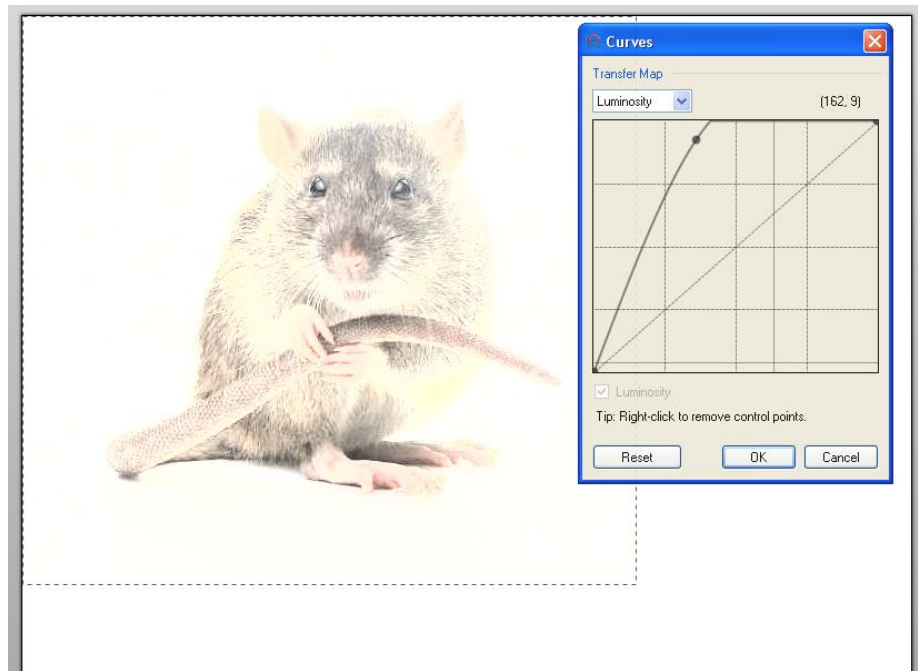 Curves
Transfer Map
Luminosity
(162, 9)
Luminosity
Tip: Right-click to remove control points.
Reset
OK
Cancel